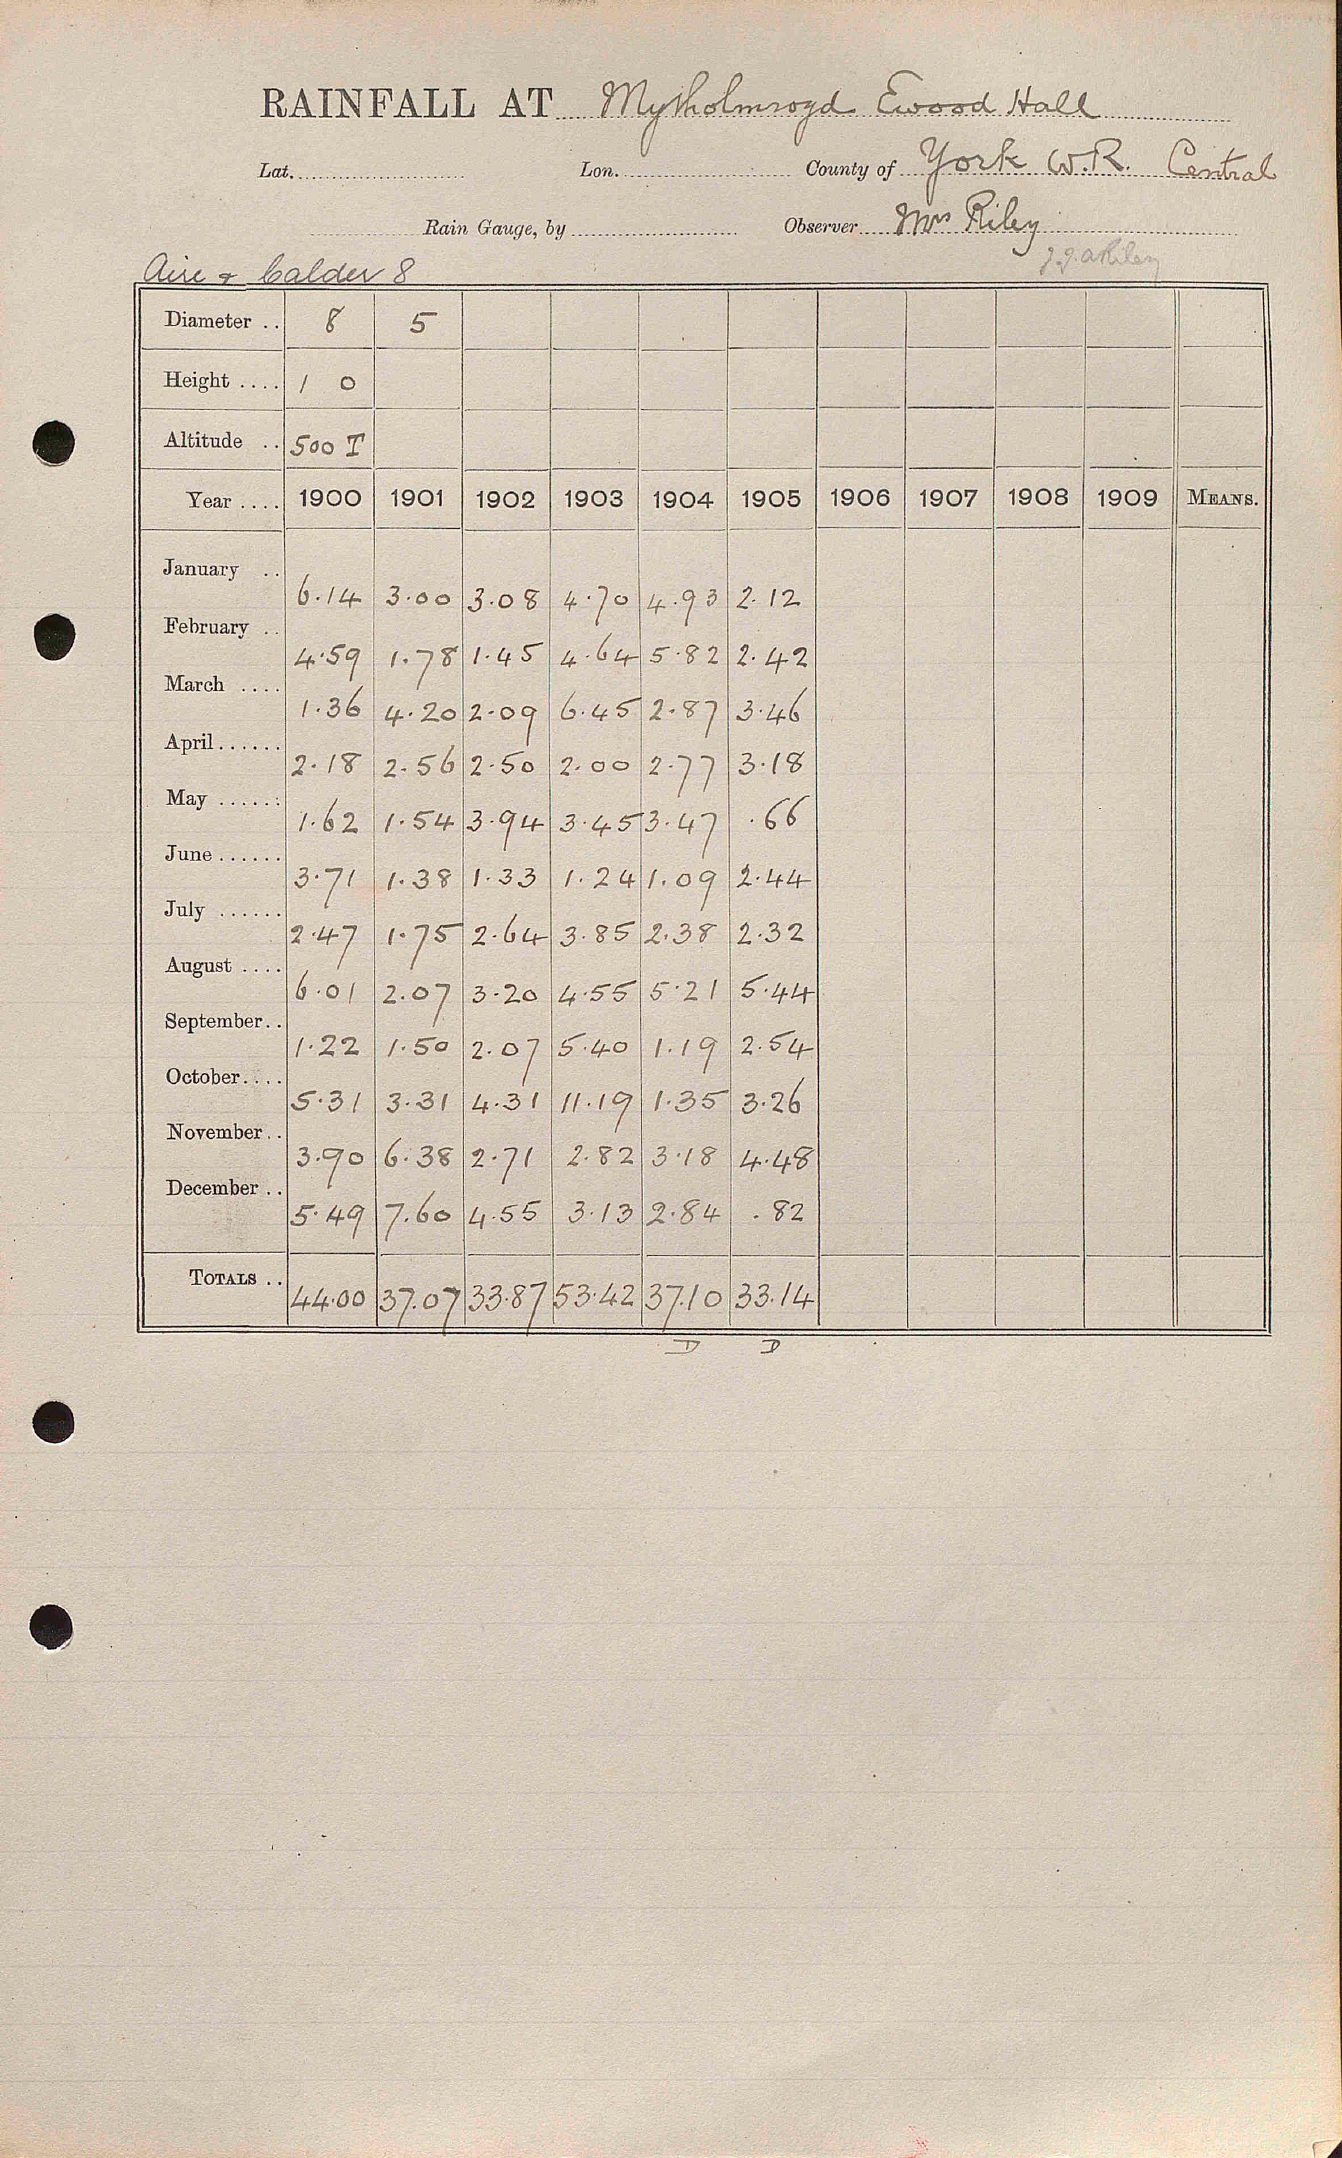 RAINFALL AT Mytholmroyd Ewood Hall
Lat. Lon. County of York W.R. Central
Rain Gauge, by Observer Mrs Riley
Aire & Calder 8
Diameter .. 8 5
Height .... 1 0
Altitude .. 500 T
Year .... 1900 1901 1902 1903 1904 1905 1906 1907 1908 1909 MEANS.
January .. 6.14 3.00 3.08 4.70 4.93 2.12
February .. 4.59 1.78 1.45 4.64 5.82 2.42
March .... 1.36 4.20 2.09 6.45 2.87 3.46
April...... 2.18 2.56 2.50 2.00 2.77 3.18
May ...... 1.62 1.54 3.94 3.45 3.47 .66
June...... 3.71 1.38 1.33 1.24 1.09 2.44
July ...... 2.47 1.75 2.64 3.85 2.38 2.32
August .... 6.01 2.07 3.20 4.55 5.21 5.44
September.. 1.22 1.50 2.07 5.40 1.19 2.54
October.... 5.31 3.31 4.31 11.19 1.35 3.26
November.. 3.90 6.38 2.71 2.82 3.18 4.48
December .. 5.49 7.60 4.55 3.13 2.84 .82
TOTALS .. 44.00 37.07 33.87 53.42 37.10 33.14
D D